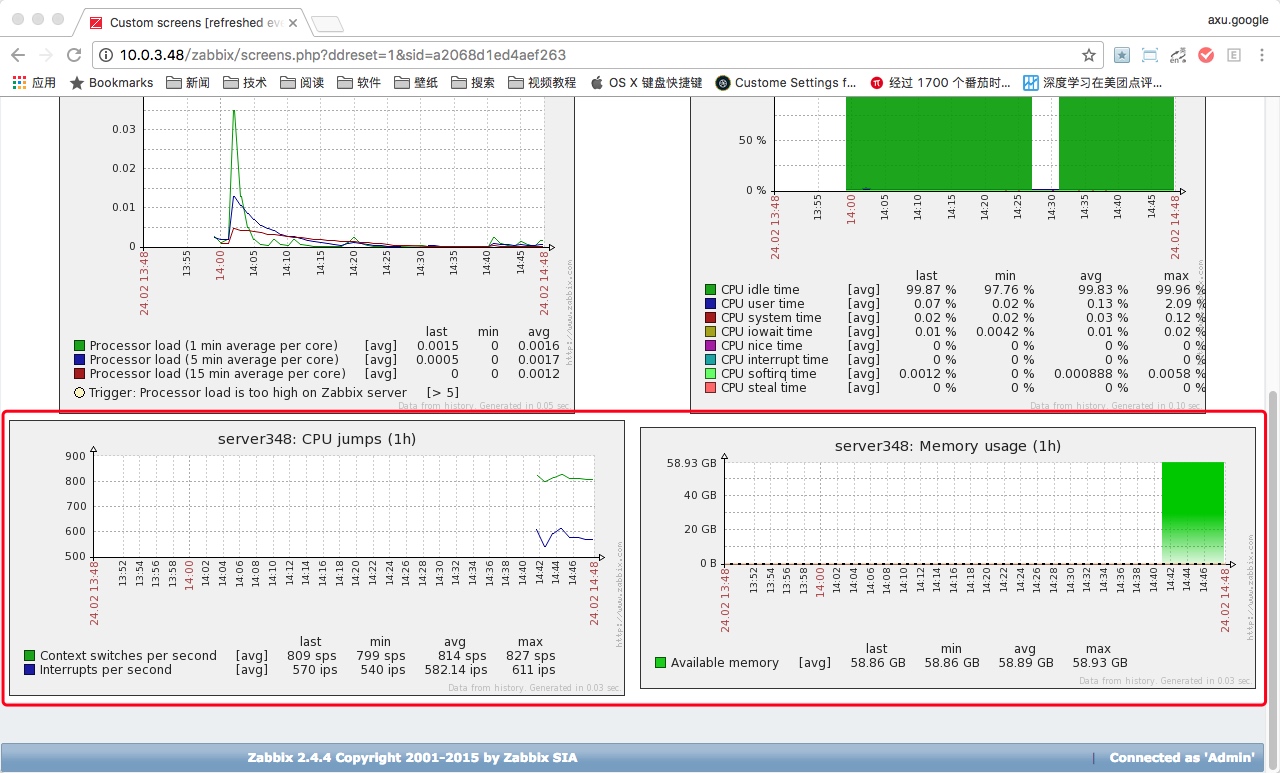 Custom screens [refreshed eve
axu.google
10.0.3.48/zabbix/screens.php?ddreset=1&sid=a2068d1ed4aef263
应用 Bookmarks 新闻 技术 阅读 软件 壁纸 搜索 视频教程 OS X 键盘快捷键 Custome Settings f... 经过 1700 个番茄时... 深度学习在美团点评...
0.03
0.02
0.01
0
24.02 13:48 13:55 14:00 14:05 14:10 14:15 14:20 14:25 14:30 14:35 14:40 14:45 24.02 14:48
last min avg
Processor load (1 min average per core) [avg] 0.0015 0 0.0016
Processor load (5 min average per core) [avg] 0.0005 0 0.0017
Processor load (15 min average per core) [avg] 0 0 0.0012
Trigger: Processor load is too high on Zabbix server [> 5]
http://www.zabbix.com
Data from history. Generated in 0.05 sec.
50 %
0 %
24.02 13:48 13:55 14:00 14:05 14:10 14:15 14:20 14:25 14:30 14:35 14:40 14:45 24.02 14:48
last min avg max
CPU idle time [avg] 99.87 % 97.76 % 99.83 % 99.96 %
CPU user time [avg] 0.07 % 0.02 % 0.13 % 2.09 %
CPU system time [avg] 0.02 % 0.02 % 0.03 % 0.12 %
CPU iowait time [avg] 0.01 % 0.0042 % 0.01 % 0.02 %
CPU nice time [avg] 0 % 0 % 0 % 0 %
CPU interrupt time [avg] 0 % 0 % 0 % 0 %
CPU softirq time [avg] 0.0012 % 0 % 0.000888 % 0.0058 %
CPU steal time [avg] 0 % 0 % 0 % 0 %
http://www.zabbix.com
Data from history. Generated in 0.10 sec.
server348: CPU jumps (1h)
900
800
700
600
500
24.02 13:48 13:52 13:54 13:56 13:58 14:00 14:02 14:04 14:06 14:08 14:10 14:12 14:14 14:16 14:18 14:20 14:22 14:24 14:26 14:28 14:30 14:32 14:34 14:36 14:38 14:40 14:42 14:44 14:46 24.02 14:48
last min avg max
Context switches per second [avg] 809 sps 799 sps 814 sps 827 sps
Interrupts per second [avg] 570 ips 540 ips 582.14 ips 611 ips
http://www.zabbix.com
Data from history. Generated in 0.03 sec.
server348: Memory usage (1h)
58.93 GB
40 GB
20 GB
0 B
24.02 13:48 13:52 13:54 13:56 13:58 14:00 14:02 14:04 14:06 14:08 14:10 14:12 14:14 14:16 14:18 14:20 14:22 14:24 14:26 14:28 14:30 14:32 14:34 14:36 14:38 14:40 14:42 14:44 14:46 24.02 14:48
last min avg max
Available memory [avg] 58.86 GB 58.86 GB 58.89 GB 58.93 GB
http://www.zabbix.com
Data from history. Generated in 0.03 sec.
Zabbix 2.4.4 Copyright 2001-2015 by Zabbix SIA
| Connected as 'Admin'